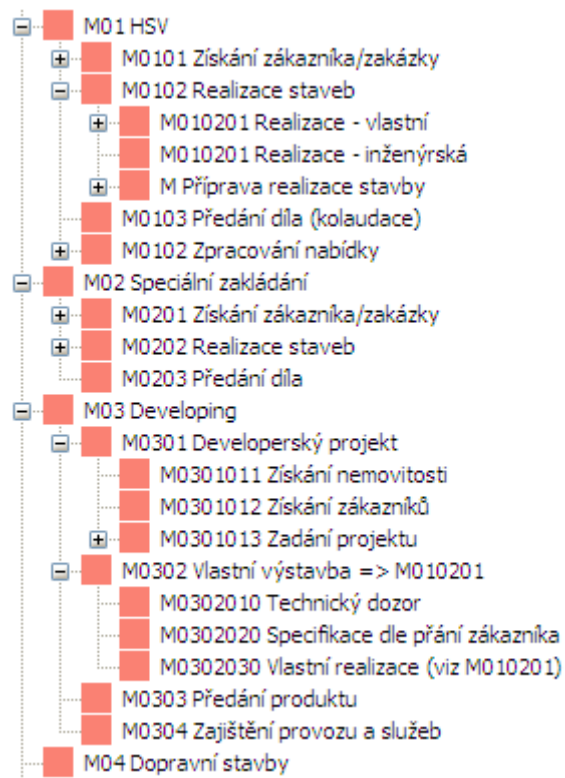 M01 HSV
M0101 Získání zákazníka/zakázky
M0102 Realizace staveb
M010201 Realizace - vlastní
M010201 Realizace - inženýrská
M Příprava realizace stavby
M0103 Předání díla (kolaudace)
M0102 Zpracování nabídky
M02 Speciální zakládání
M0201 Získání zákazníka/zakázky
M0202 Realizace staveb
M0203 Předání díla
M03 Developing
M0301 Developerský projekt
M0301011 Získání nemovitosti
M0301012 Získání zákazníků
M0301013 Zadání projektu
M0302 Vlastní výstavba => M010201
M0302010 Technický dozor
M0302020 Specifikace dle přání zákazníka
M0302030 Vlastní realizace (viz M010201)
M0303 Předání produktu
M0304 Zajištění provozu a služeb
M04 Dopravní stavby